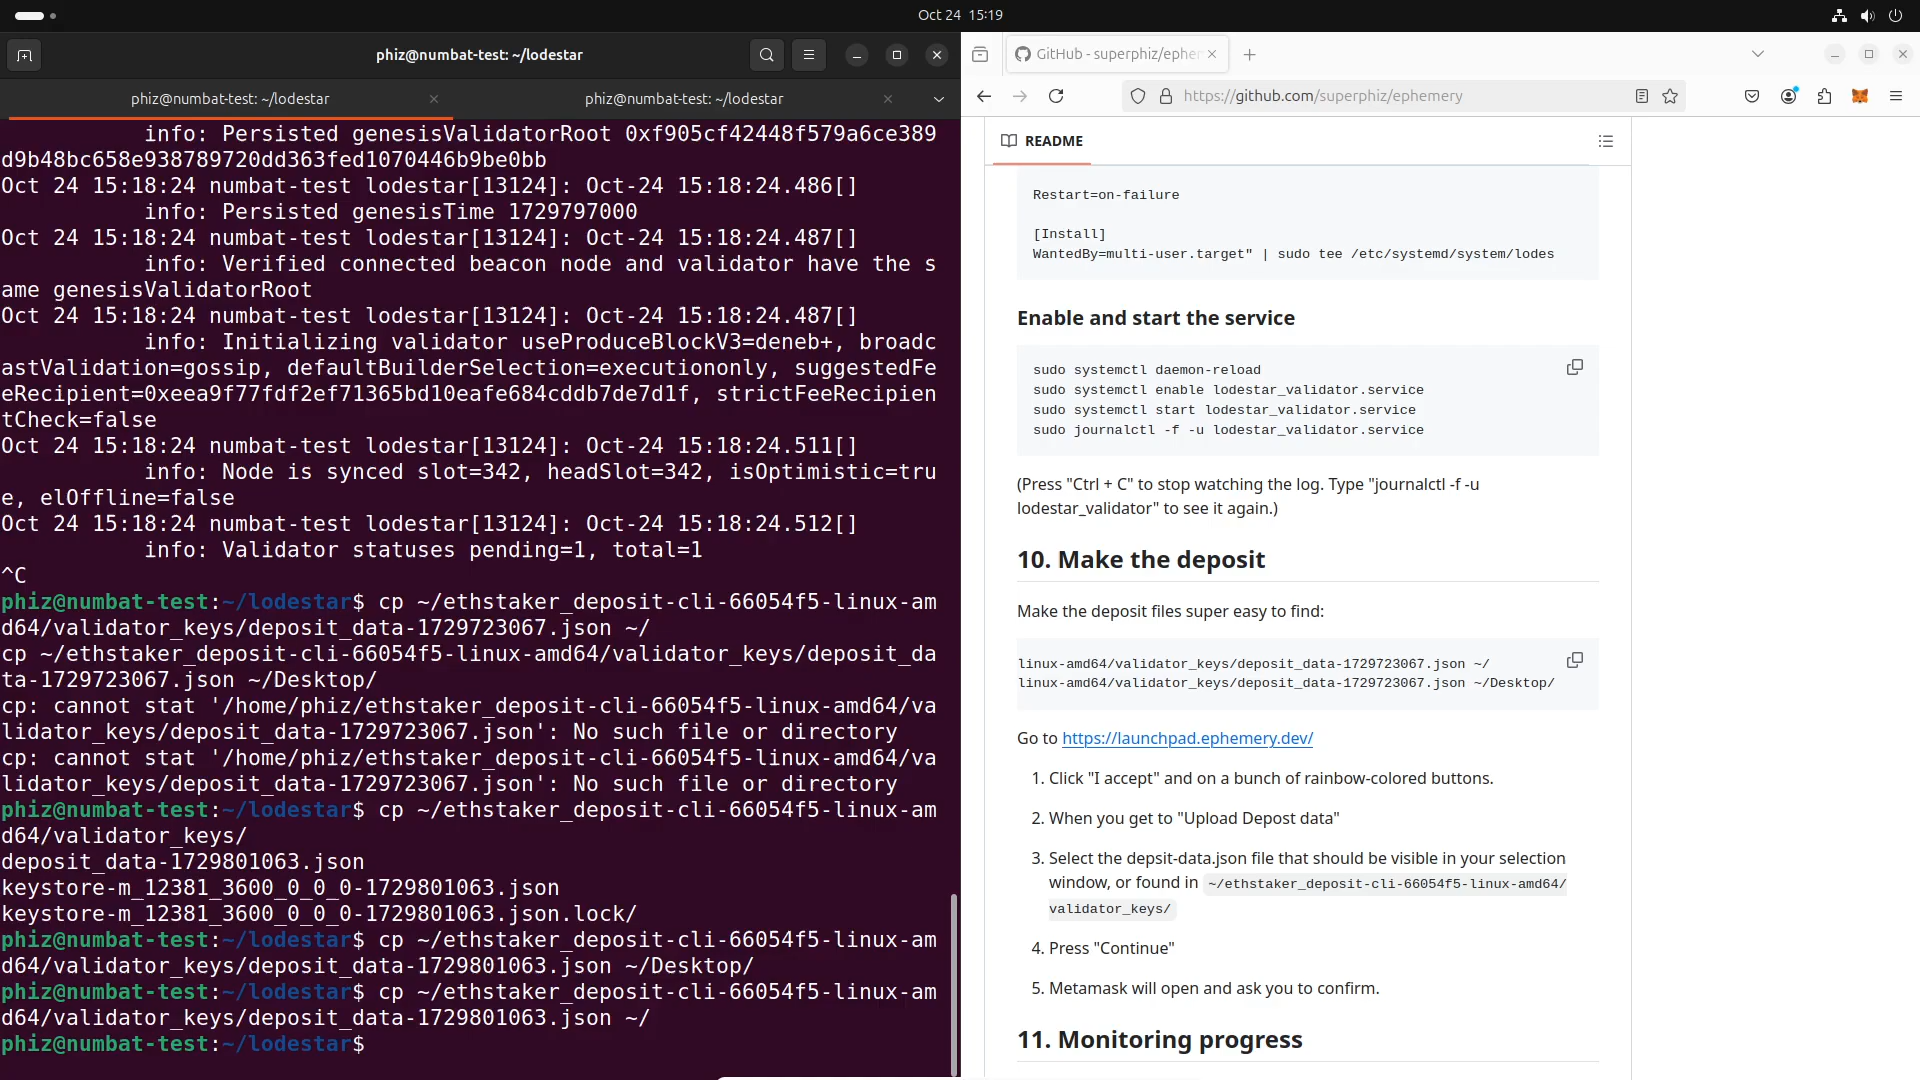 Oct 24 15:19
phiz@numbat-test: ~/lodestar
phiz@numbat-test: ~/lodestar
phiz@numbat-test: ~/lodestar
info: Persisted genesisValidatorRoot 0xf905cf42448f579a6ce389
d9b48bc658e938789720dd363fed1070446b9be0bb
Oct 24 15:18:24 numbat-test lodestar[13124]: Oct-24 15:18:24.486[]
info: Persisted genesisTime 1729797000
Oct 24 15:18:24 numbat-test lodestar[13124]: Oct-24 15:18:24.487[]
info: Verified connected beacon node and validator have the s
ame genesisValidatorRoot
Oct 24 15:18:24 numbat-test lodestar[13124]: Oct-24 15:18:24.487[]
info: Initializing validator useProduceBlockV3=deneb+, broadc
astValidation=gossip, defaultBuilderSelection=executiononly, suggestedFe
eRecipient=0xeea9f77fdf2ef71365bd10eafe684cddb7de7d1f, strictFeeRecipien
tCheck=false
Oct 24 15:18:24 numbat-test lodestar[13124]: Oct-24 15:18:24.511[]
info: Node is synced slot=342, headSlot=342, isOptimistic=tru
e, elOffline=false
Oct 24 15:18:24 numbat-test lodestar[13124]: Oct-24 15:18:24.512[]
info: Validator statuses pending=1, total=1
^C
phiz@numbat-test:~/lodestar$ cp ~/ethstaker_deposit-cli-66054f5-linux-am
d64/validator_keys/deposit_data-1729723067.json ~/
cp ~/ethstaker_deposit-cli-66054f5-linux-amd64/validator_keys/deposit_da
ta-1729723067.json ~/Desktop/
cp: cannot stat '/home/phiz/ethstaker_deposit-cli-66054f5-linux-amd64/va
lidator_keys/deposit_data-1729723067.json': No such file or directory
cp: cannot stat '/home/phiz/ethstaker_deposit-cli-66054f5-linux-amd64/va
lidator_keys/deposit_data-1729723067.json': No such file or directory
phiz@numbat-test:~/lodestar$ cp ~/ethstaker_deposit-cli-66054f5-linux-am
d64/validator_keys/
deposit_data-1729801063.json
keystore-m_12381_3600_0_0_0-1729801063.json
keystore-m_12381_3600_0_0_0-1729801063.json.lock/
phiz@numbat-test:~/lodestar$ cp ~/ethstaker_deposit-cli-66054f5-linux-am
d64/validator_keys/deposit_data-1729801063.json ~/Desktop/
phiz@numbat-test:~/lodestar$ cp ~/ethstaker_deposit-cli-66054f5-linux-am
d64/validator_keys/deposit_data-1729801063.json ~/
phiz@numbat-test:~/lodestar$
GitHub - superphiz/ephem
https://github.com/superphiz/ephemery
README
Restart=on-failure
[Install]
WantedBy=multi-user.target" | sudo tee /etc/systemd/system/lodes
Enable and start the service
sudo systemctl daemon-reload
sudo systemctl enable lodestar_validator.service
sudo systemctl start lodestar_validator.service
sudo journalctl -f -u lodestar_validator.service
(Press "Ctrl + C" to stop watching the log. Type "journalctl -f -u
lodestar_validator" to see it again.)
10. Make the deposit
Make the deposit files super easy to find:
linux-amd64/validator_keys/deposit_data-1729723067.json ~/
linux-amd64/validator_keys/deposit_data-1729723067.json ~/Desktop/
Go to https://launchpad.ephemery.dev/
1. Click "I accept" and on a bunch of rainbow-colored buttons.
2. When you get to "Upload Depost data"
3. Select the depsit-data.json file that should be visible in your selection
window, or found in ~/ethstaker_deposit-cli-66054f5-linux-amd64/
validator_keys/
4. Press "Continue"
5. Metamask will open and ask you to confirm.
11. Monitoring progress